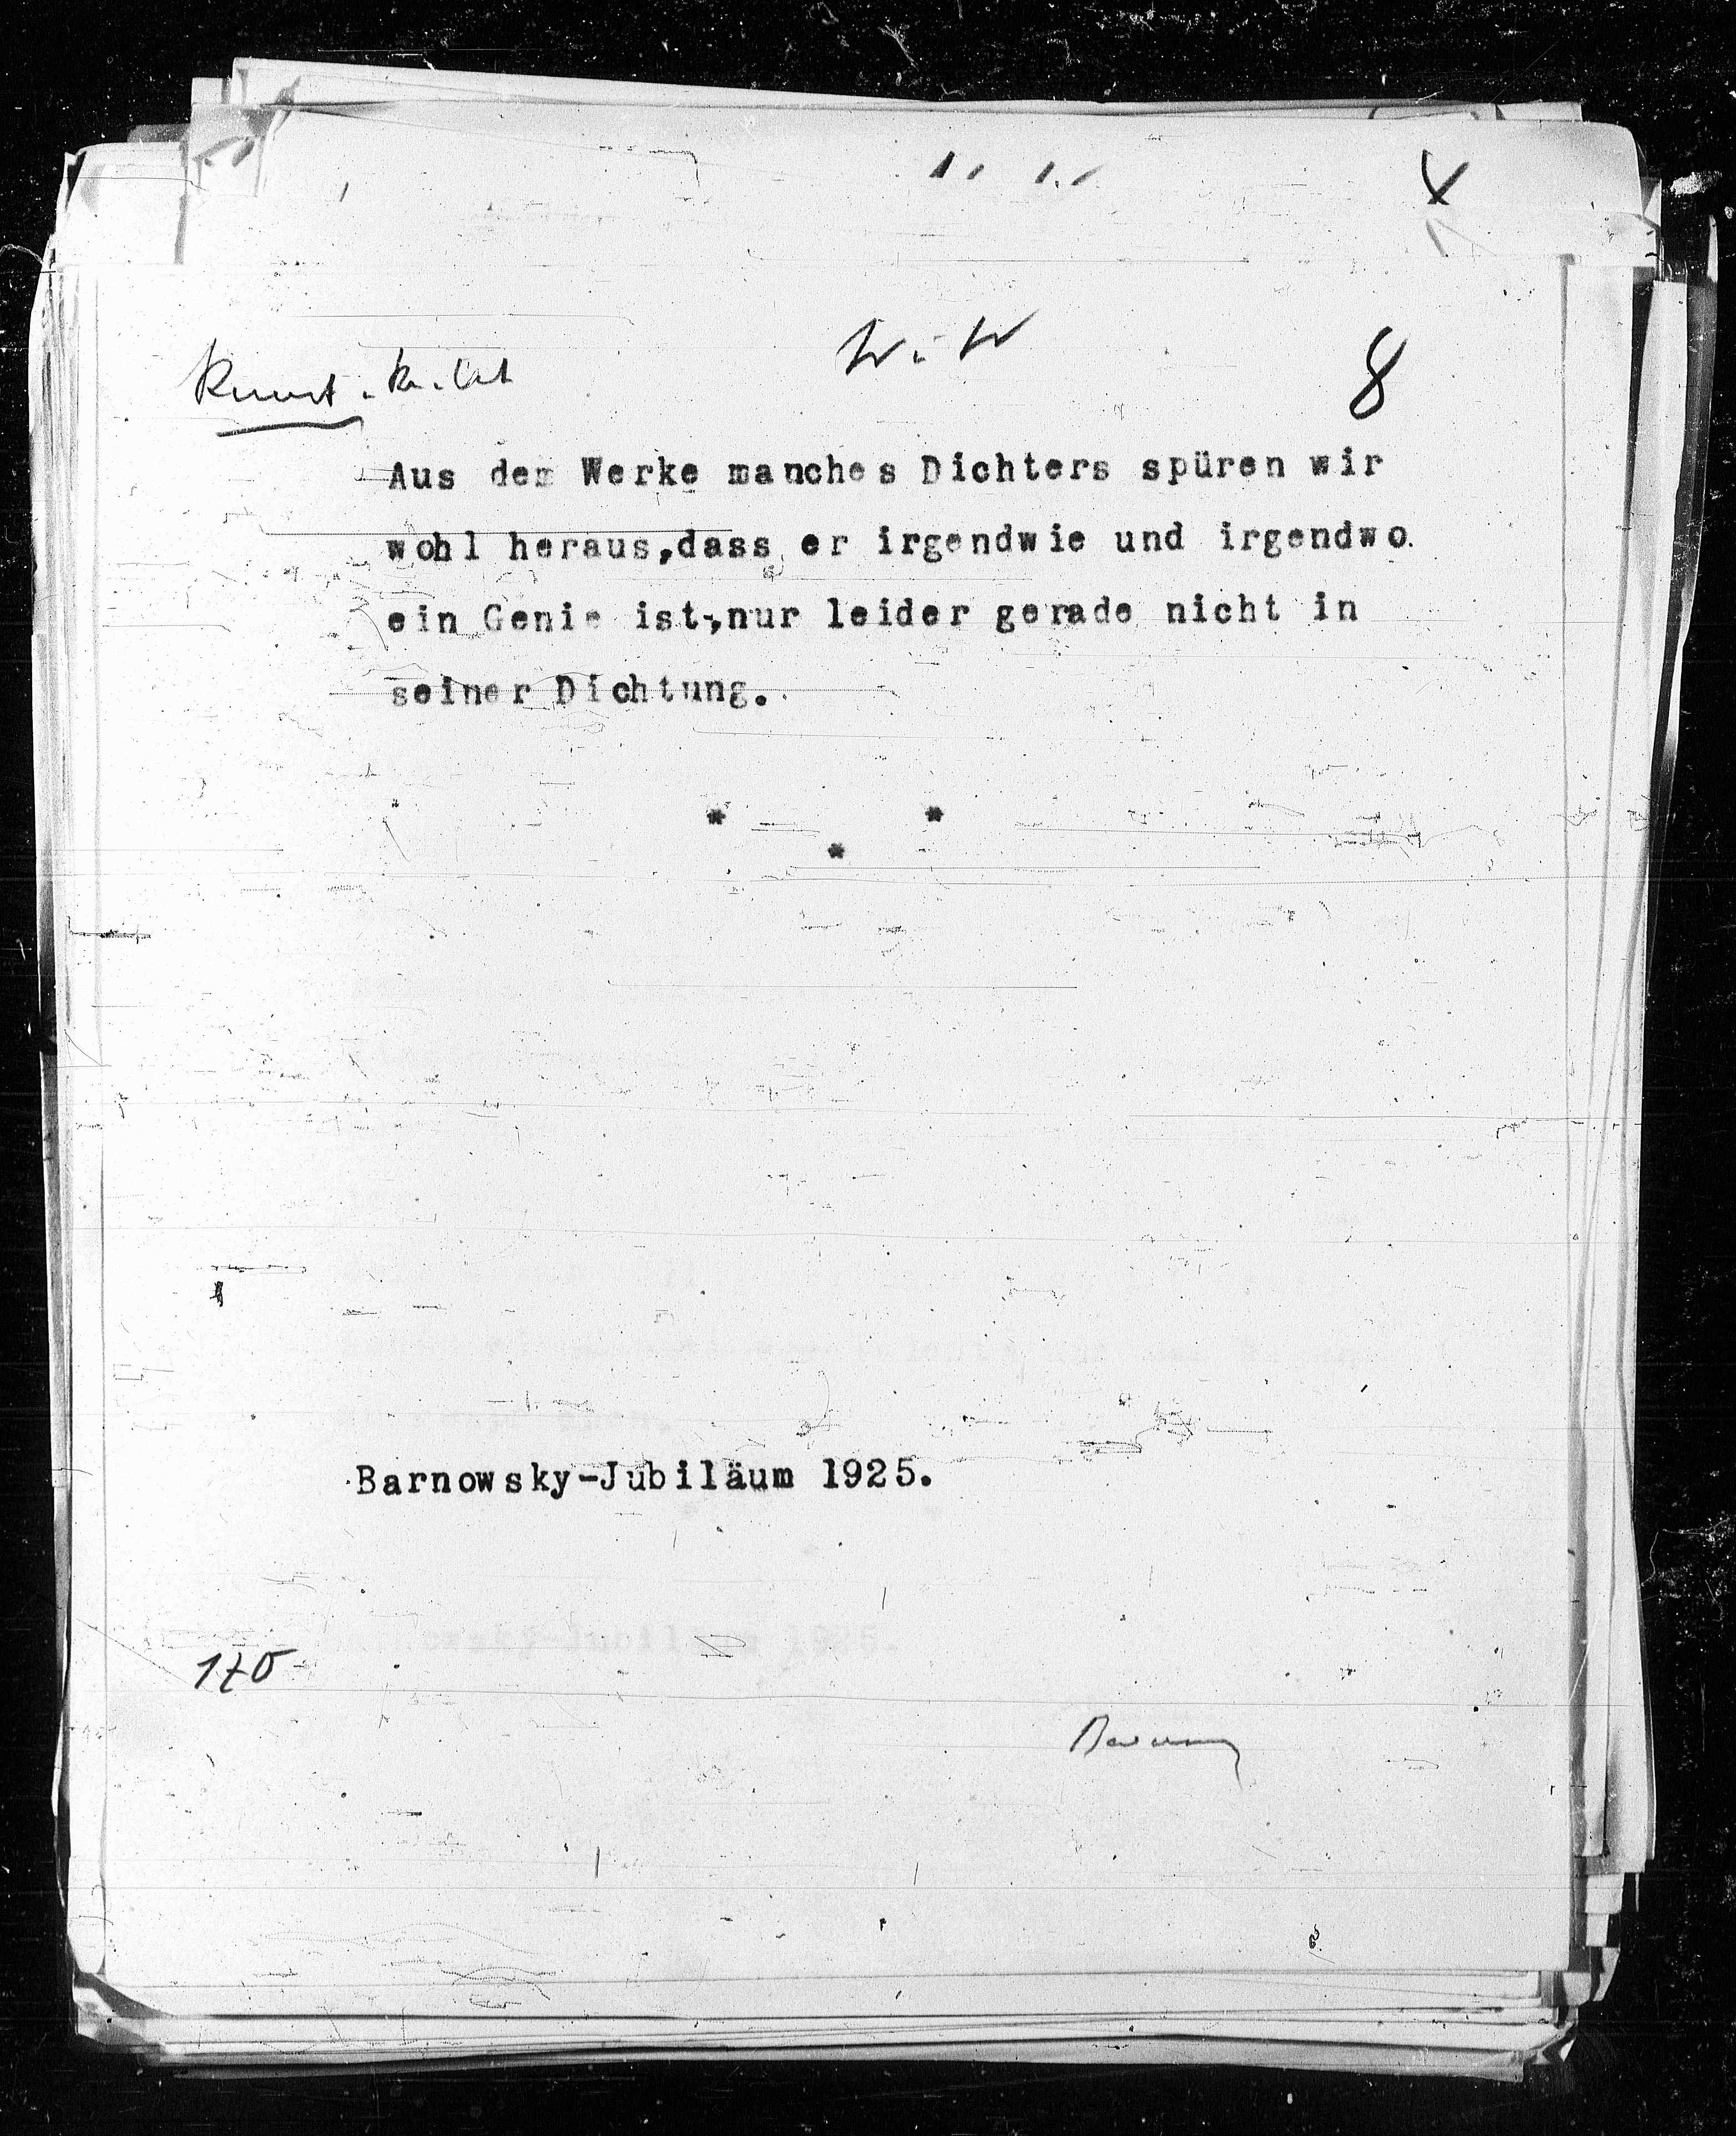 8
Kunst
Aus dem Werke manches Dichters spüren wir
wohl heraus,dass er irgendwie und irgendwo
ein Genie ist,nur leider gerade nicht in
seiner Dichtung.
* *
*
Barnowsky-Jubiläum 1925.